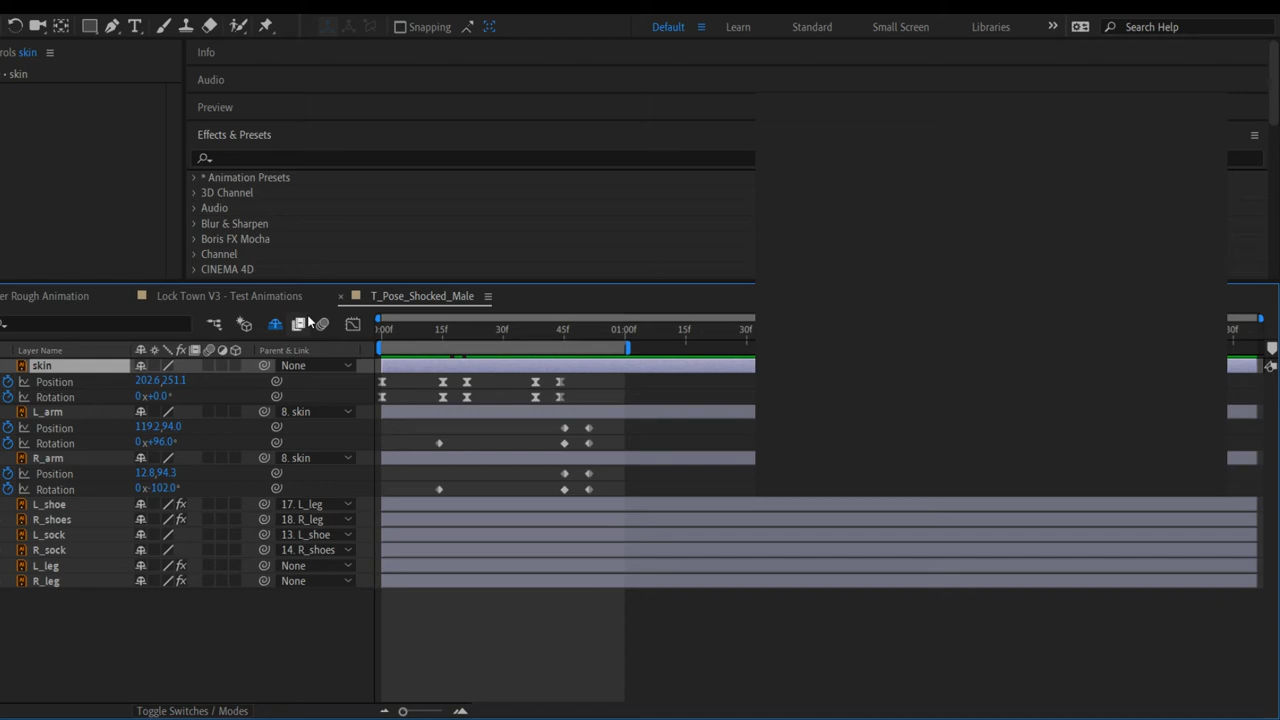 Snapping
Default
Learn
Standard
Small Screen
Libraries
Search Help
rols skin
• skin
Info
Audio
Preview
Effects & Presets
* Animation Presets
3D Channel
Audio
Blur & Sharpen
Boris FX Mocha
Channel
CINEMA 4D
er Rough Animation
Lock Town V3 - Test Animations
× T_Pose_Shocked_Male
0:00f 15f 30f 45f 01:00f 15f 30f
Layer Name
Parent & Link
skin None
Position 202.6,251.1
Rotation 0x+0.0°
L_arm 8. skin
Position 119.2,94.0
Rotation 0x+96.0°
R_arm 8. skin
Position 12.8,94.3
Rotation 0x-102.0°
L_shoe 17. L_leg
R_shoes 18. R_leg
L_sock 13. L_shoe
R_sock 14. R_shoes
L_leg None
R_leg None
Toggle Switches / Modes